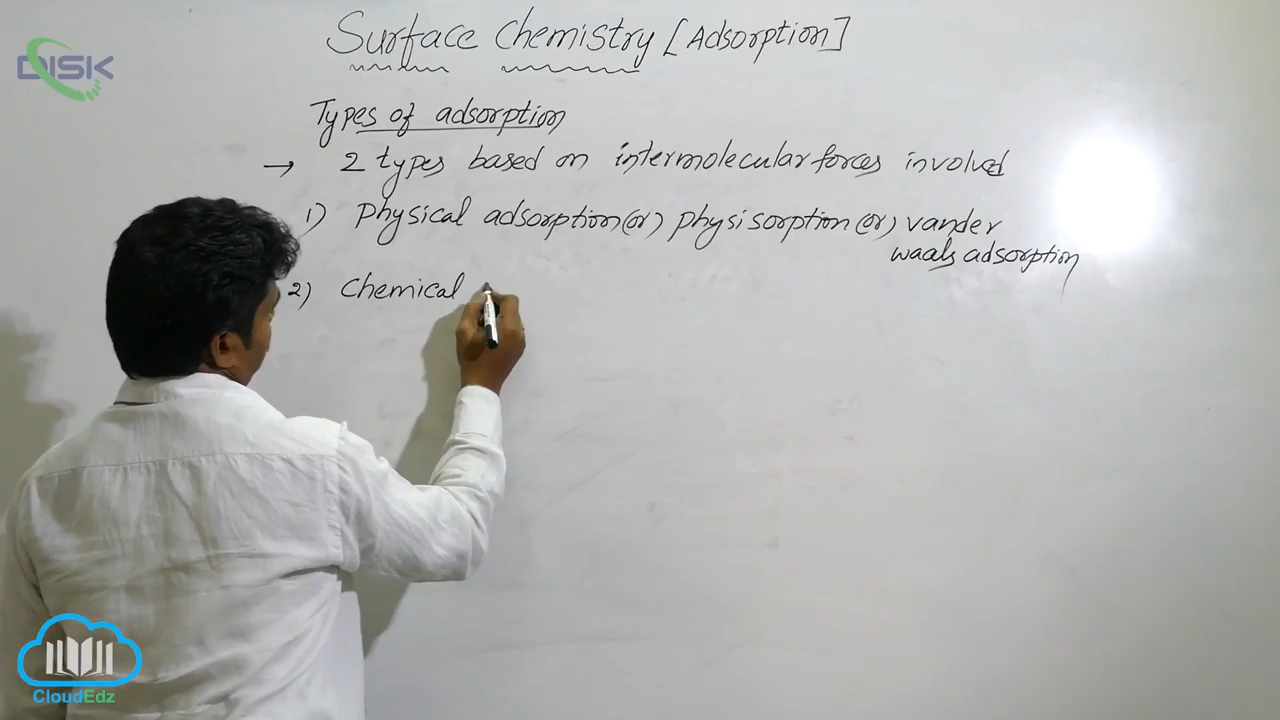 DISK
Surface Chemistry [Adsorption]
Types of adsorption
→ 2 types based on intermolecular forces involved
1) Physical adsorption (or) physisorption (or) vander
waals adsorption
2) Chemical
CloudEdz